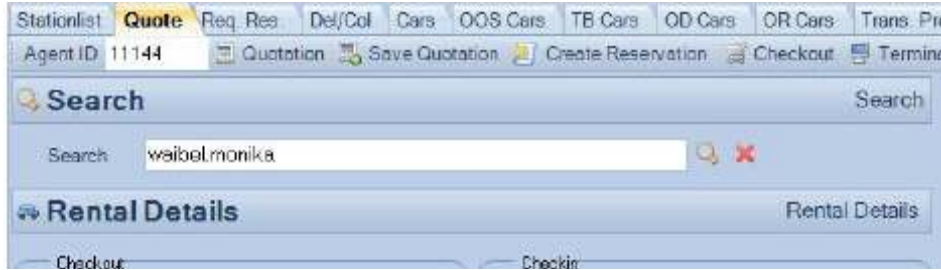 Stationlist Quote Req. Res. Del/Col Cars OOS Cars TB Cars OD Cars OR Cars Trans. Pr
Agent ID 11144 Quotation Save Quotation Create Reservation Checkout Termina
Search Search
Search waibel.monika
Rental Details Rental Details
Checkout Checkin